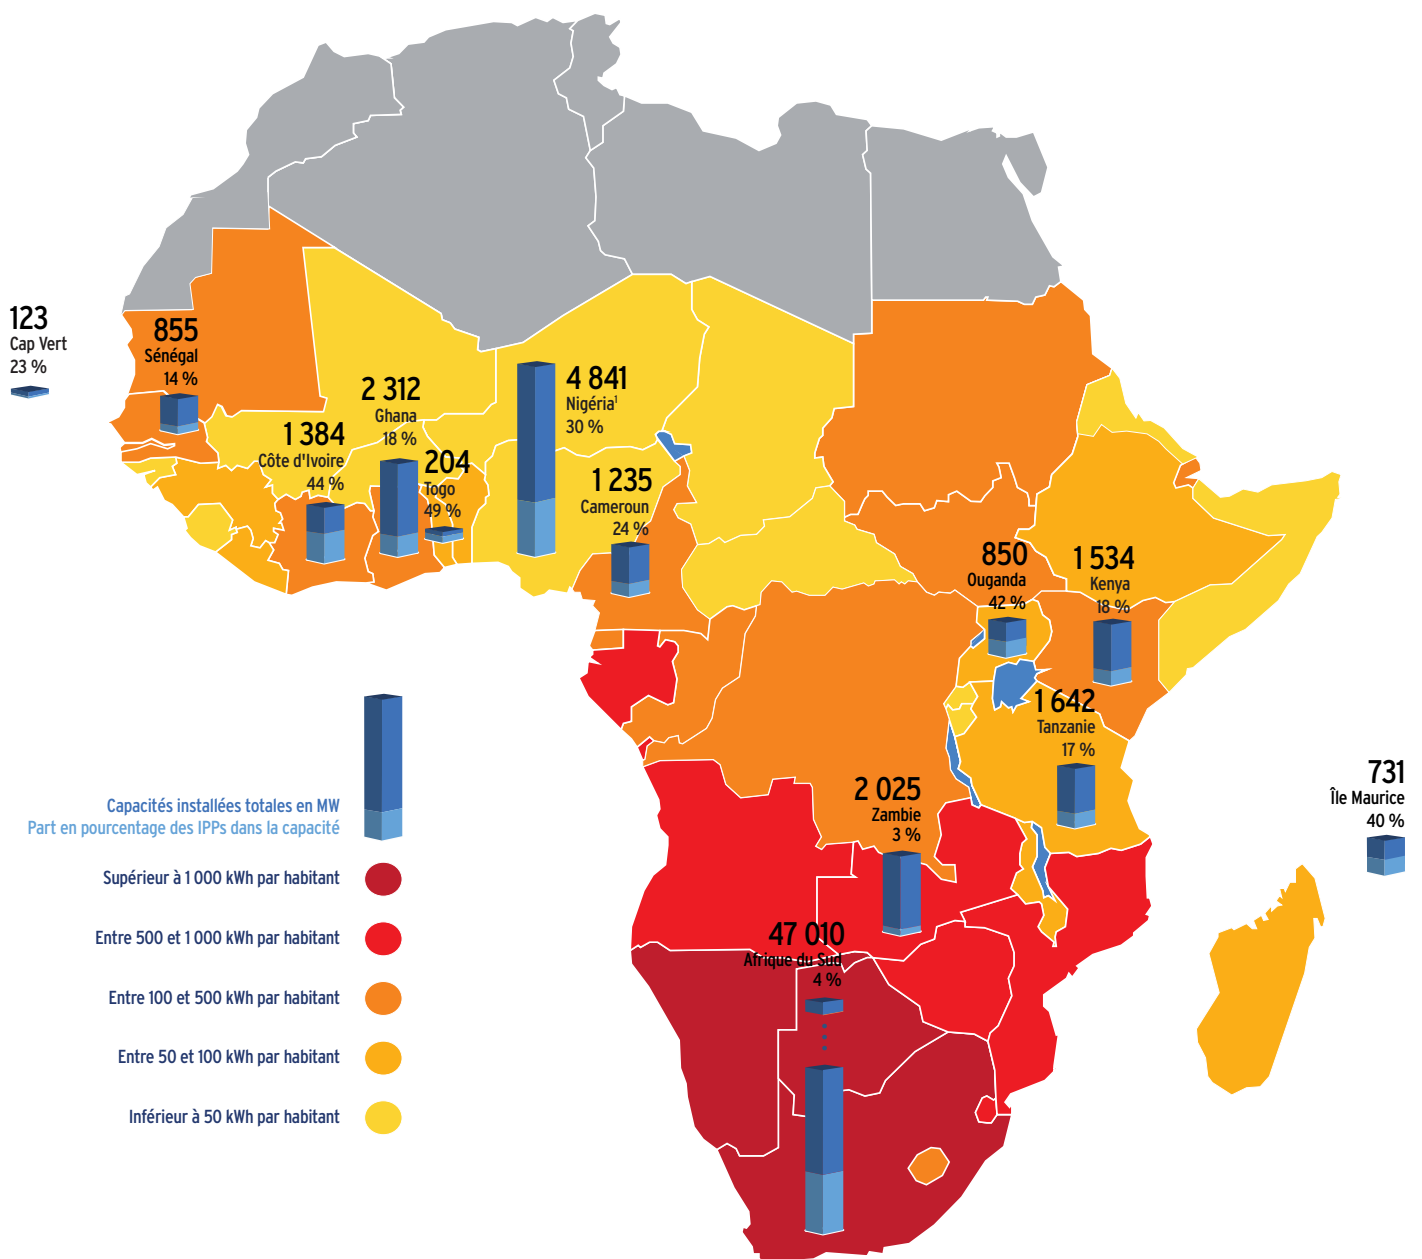 123
Cap Vert
23 %
855
Sénégal
14 %
2 312
Ghana
18 %
1 384
Côte d'Ivoire
44 %
204
Togo
49 %
4 841
Nigéria¹
30 %
1 235
Cameroun
24 %
850
Ouganda
42 %
1 534
Kenya
18 %
1 642
Tanzanie
17 %
2 025
Zambie
3 %
731
Île Maurice
40 %
47 010
Afrique du Sud
4 %
Capacités installées totales en MW
Part en pourcentage des IPPs dans la capacité
Supérieur à 1 000 kWh par habitant
Entre 500 et 1 000 kWh par habitant
Entre 100 et 500 kWh par habitant
Entre 50 et 100 kWh par habitant
Inférieur à 50 kWh par habitant